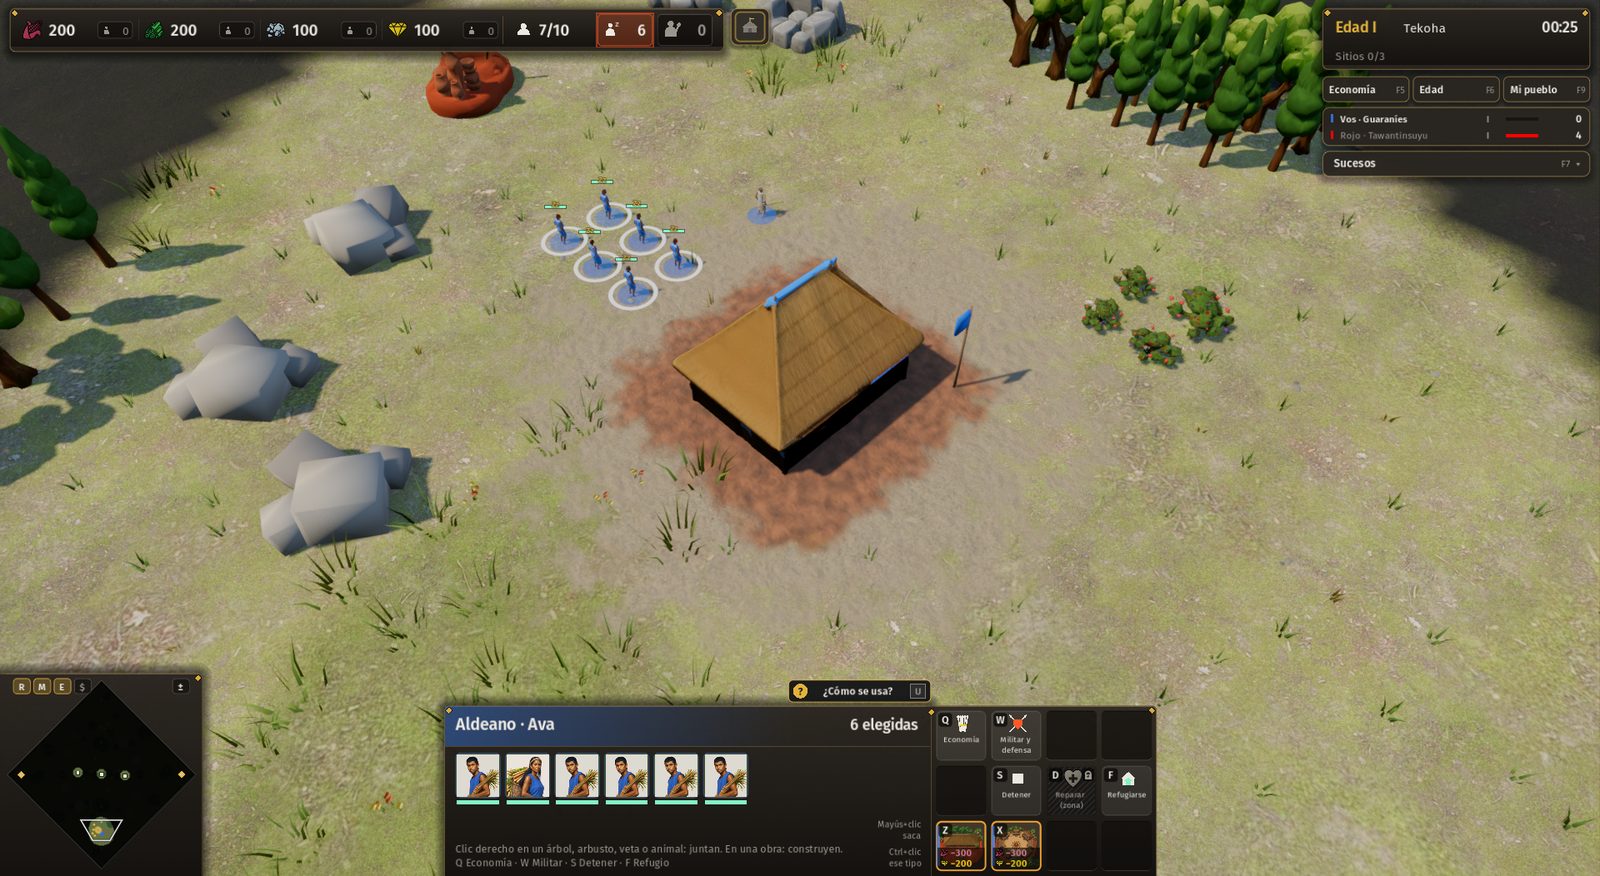 200 0 200 0 100 0 100 0 7/10 z 6 0
Edad I Tekoha 00:25
Sitios 0/3
Economía F5 Edad F6 Mi pueblo F9
Vos · Guaraníes I 0
Rojo · Tawantinsuyu I 4
Sucesos F7
R M E $ ±
? ¿Cómo se usa? U
Aldeano · Ava 6 elegidas
Mayús+clic
saca
Ctrl+clic
ese tipo
Clic derecho en un árbol, arbusto, veta o animal: juntan. En una obra: construyen.
Q Economía · W Militar · S Detener · F Refugio
Q Economía
W Militar y
defensa
S Detener
D Reparar
(zona)
F Refugiarse
Z -300
-200
X -300
-200